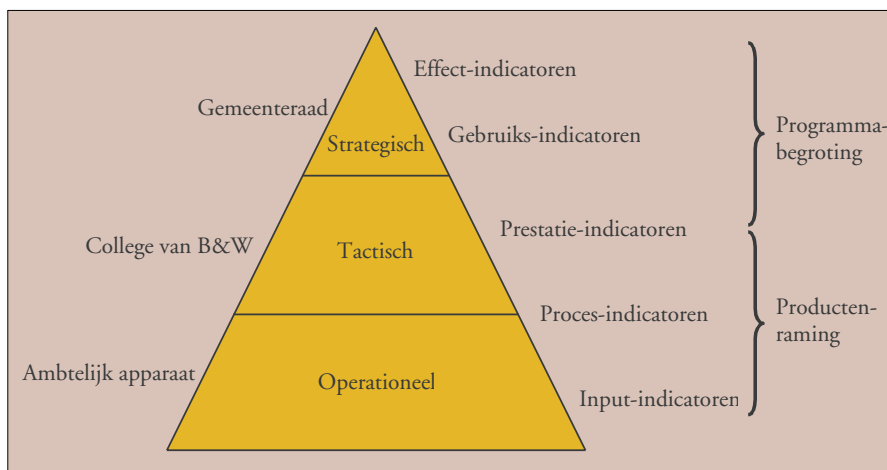 Effect-indicatoren
Gemeenteraad
Strategisch
Gebruiks-indicatoren
Programma-
begroting
College van B&W
Tactisch
Prestatie-indicatoren
Proces-indicatoren
Producten-
raming
Ambtelijk apparaat
Operationeel
Input-indicatoren